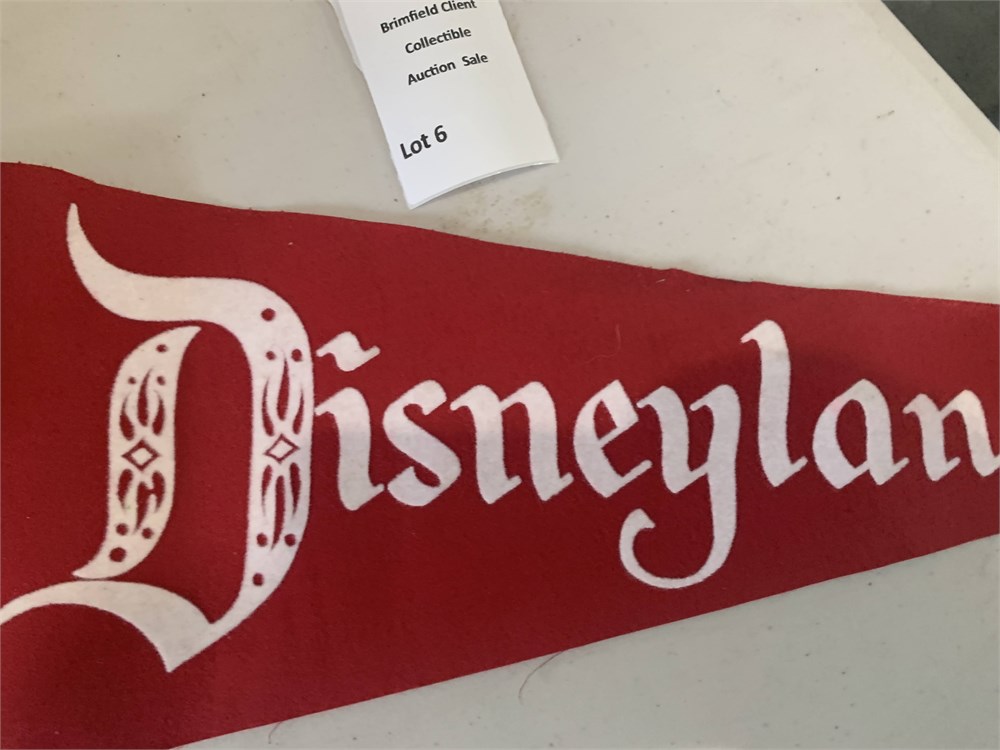 Brimfield Client
Collectible
Auction Sale
Lot 6
Disneylan